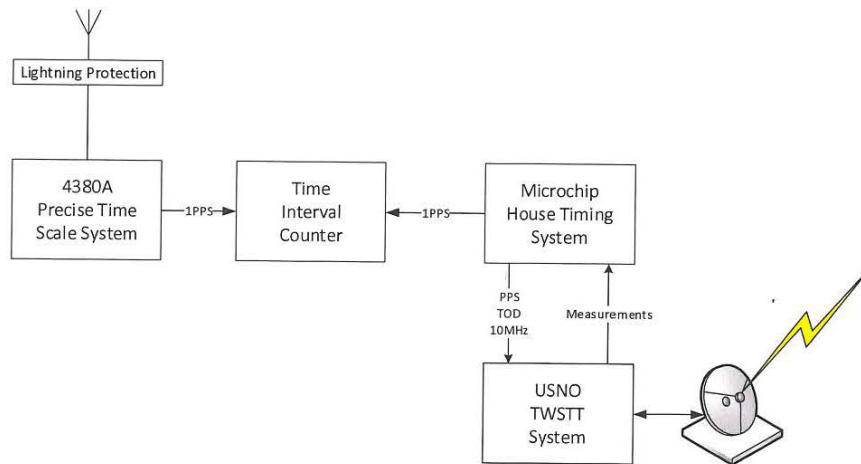 Lightning Protection
4380A
Precise Time
Scale System
1PPS
Time
Interval
Counter
1PPS
Microchip
House Timing
System
PPS
TOD
10MHz
Measurements
USNO
TWSTT
System